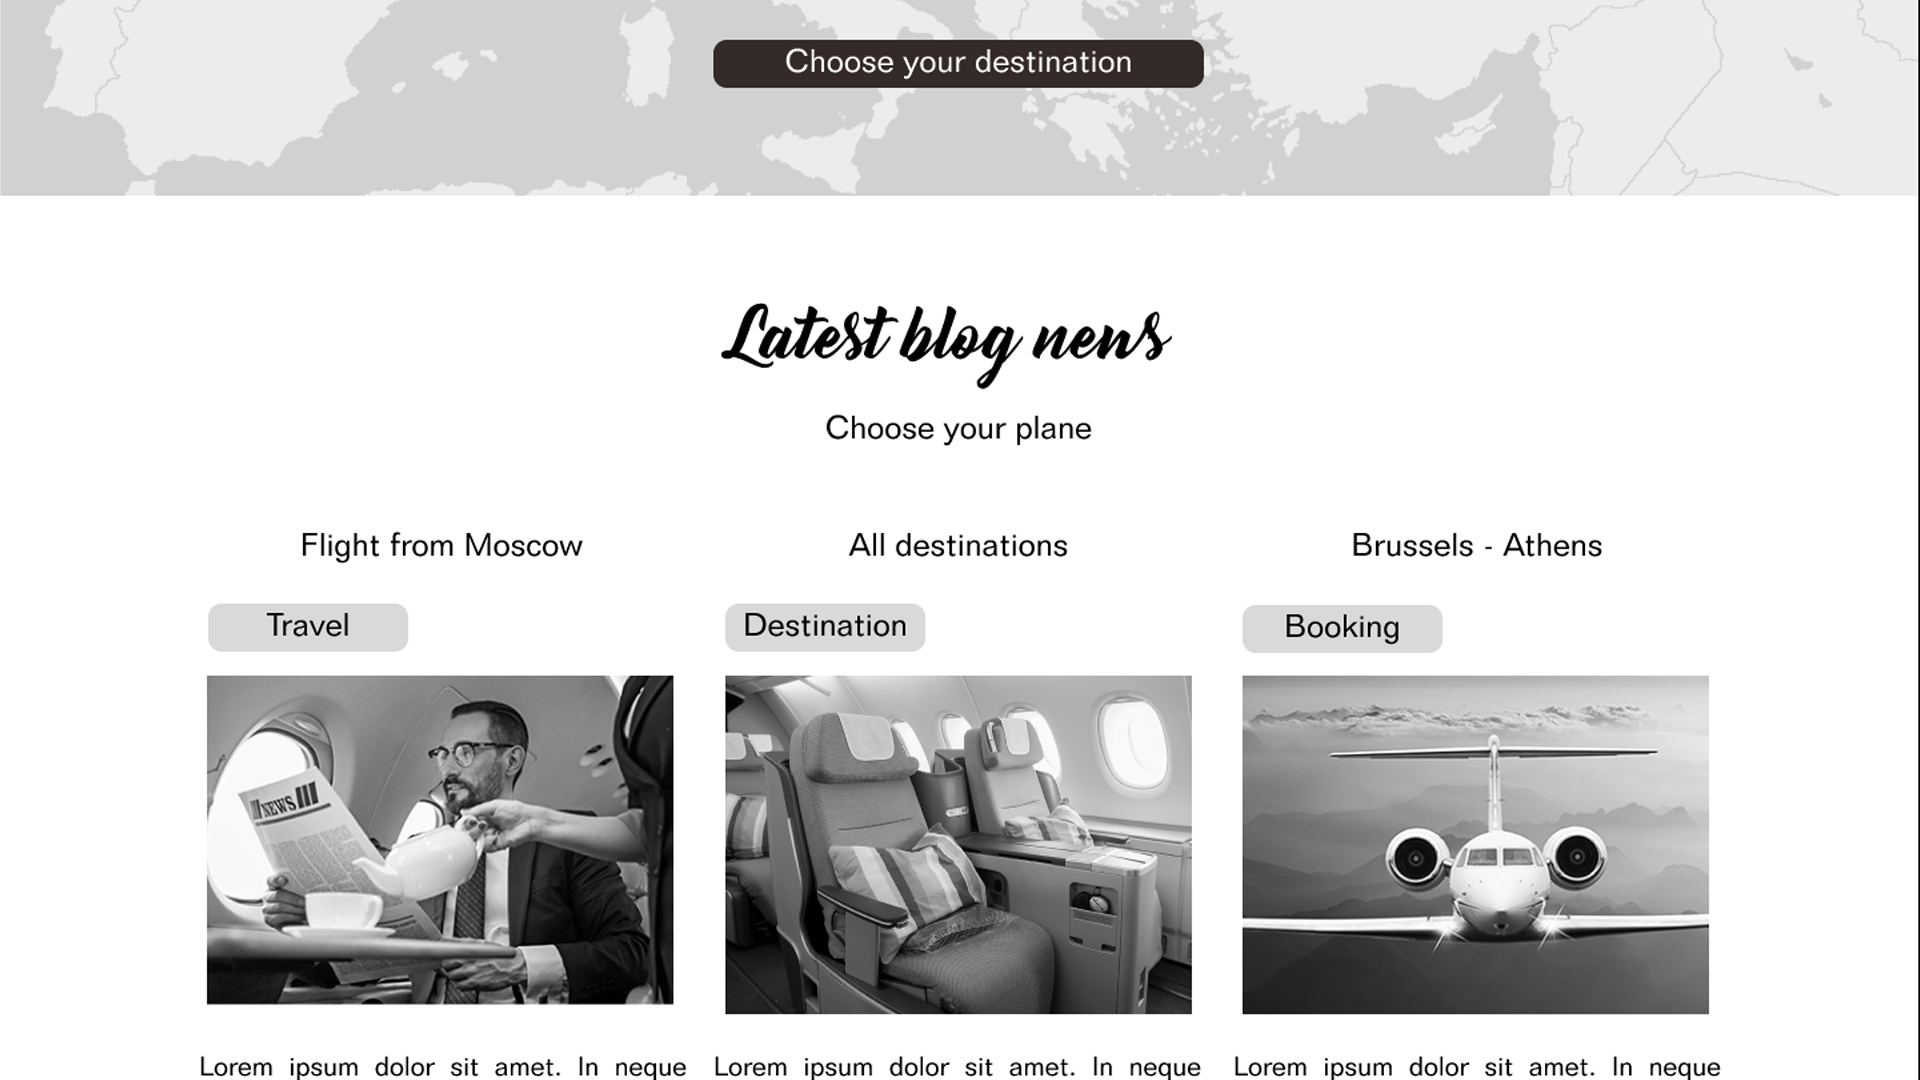 Choose your destination
Latest blog news
Choose your plane
Flight from Moscow
All destinations
Brussels - Athens
Travel
Destination
Booking
NEWS
Lorem ipsum dolor sit amet. In neque
Lorem ipsum dolor sit amet. In neque
Lorem ipsum dolor sit amet. In neque